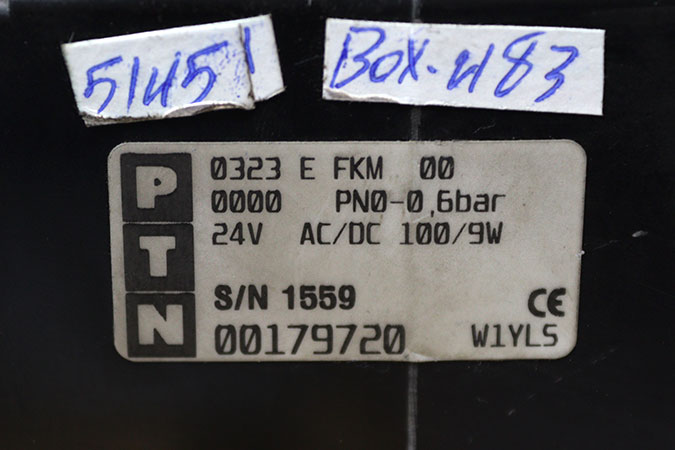 51451
BOX-483
PTN
0323 E FKM 00
0000 PN0-0,6bar
24V AC/DC 100/9W
S/N 1559
CE
00179720
W1YLS